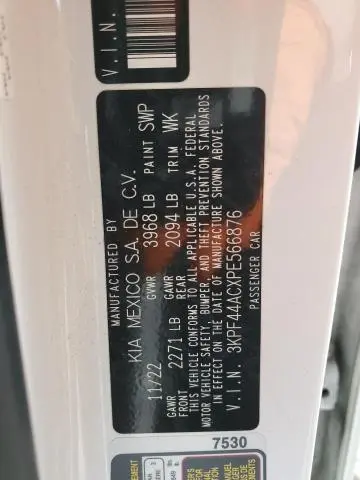 V.I.N.
MANUFACTURED BY
KIA MEXICO S.A. DE C.V.
11/22 GVWR 3968 LB PAINT SWP
GAWR FRONT 2271 LB GAWR REAR 2094 LB TRIM WK
THIS VEHICLE CONFORMS TO ALL APPLICABLE U.S.A. FEDERAL
MOTOR VEHICLE SAFETY, BUMPER, AND THEFT PREVENTION STANDARDS
IN EFFECT ON THE DATE OF MANUFACTURE SHOWN ABOVE.
V.I.N. 3KPF44ACXPE566876
PASSENGER CAR
7530